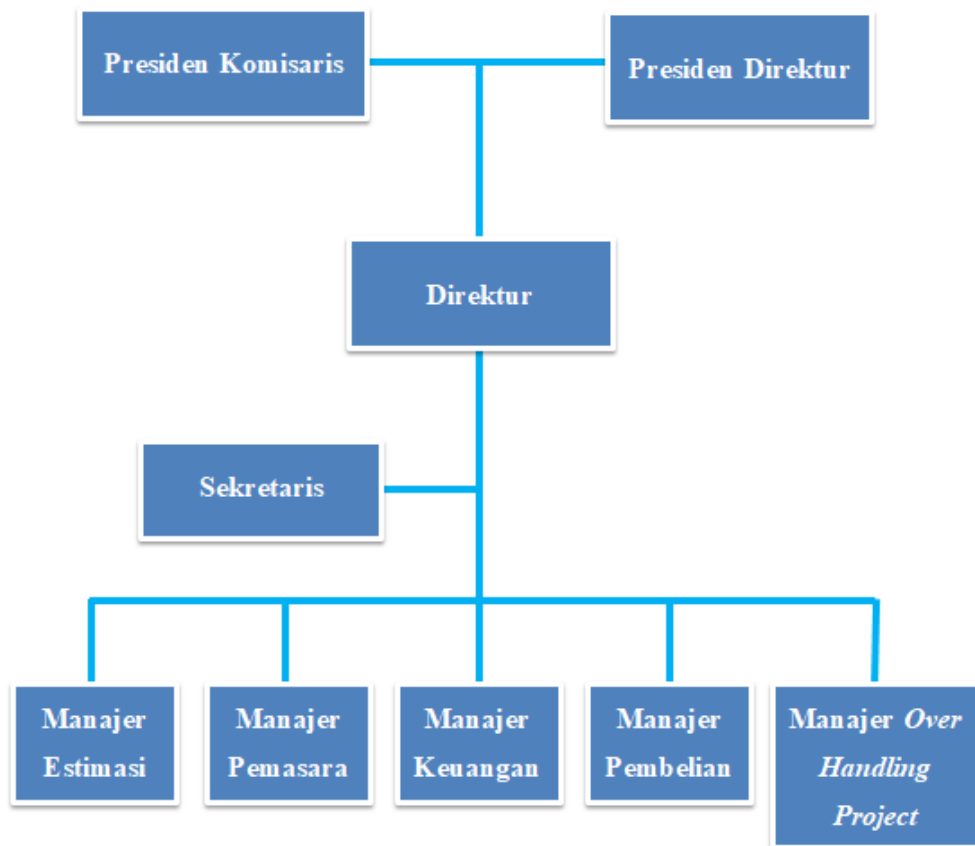 Presiden Komisaris
Presiden Direktur
Direktur
Sekretaris
Manajer
Estimasi
Manajer
Pemasara
Manajer
Keuangan
Manajer
Pembelian
Manajer Over
Handling
Project